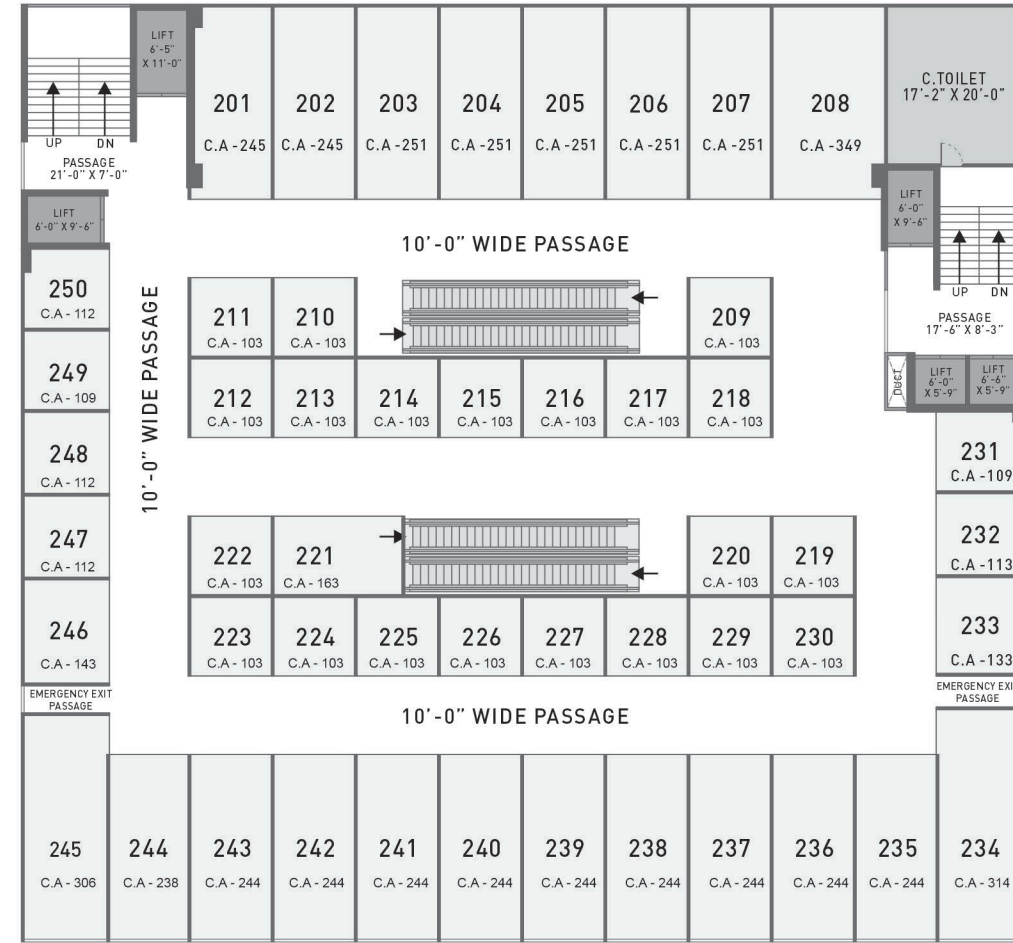 LIFT
6'-5"
X 11'-0"
UP
DN
PASSAGE
21'-0" X 7'-0"
LIFT
6'-0" X 9'-6"
201
C.A -245
202
C.A -245
203
C.A -251
204
C.A -251
205
C.A -251
206
C.A -251
207
C.A -251
208
C.A -349
C.TOILET
17'-2" X 20'-0"
LIFT
6'-0"
X 9'-6"
UP
DN
PASSAGE
17'-6" X 8'-3"
DUCT
LIFT
6'-0"
X 5'-9"
LIFT
6'-6"
X 5'-9"
10'-0" WIDE PASSAGE
10'-0" WIDE PASSAGE
250
C.A - 112
249
C.A - 109
248
C.A - 112
247
C.A - 112
246
C.A - 143
EMERGENCY EXIT
PASSAGE
211
C.A - 103
210
C.A - 103
209
C.A - 103
212
C.A - 103
213
C.A - 103
214
C.A - 103
215
C.A - 103
216
C.A - 103
217
C.A - 103
218
C.A - 103
222
C.A - 103
221
C.A - 163
220
C.A - 103
219
C.A - 103
223
C.A - 103
224
C.A - 103
225
C.A - 103
226
C.A - 103
227
C.A - 103
228
C.A - 103
229
C.A - 103
230
C.A - 103
231
C.A -109
232
C.A -113
233
C.A -133
EMERGENCY EXI
PASSAGE
10'-0" WIDE PASSAGE
245
C.A - 306
244
C.A - 238
243
C.A - 244
242
C.A - 244
241
C.A - 244
240
C.A - 244
239
C.A - 244
238
C.A - 244
237
C.A - 244
236
C.A - 244
235
C.A - 244
234
C.A - 314